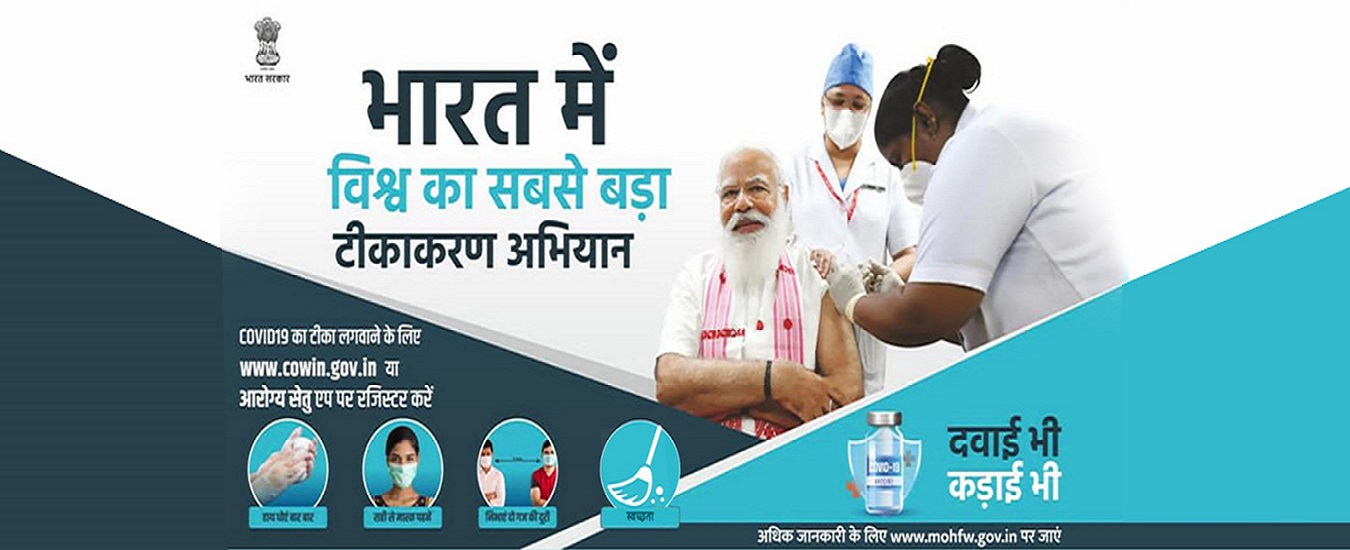 भारत सरकार
भारत में
विश्व का सबसे बड़ा
टीकाकरण अभियान
COVID19 का टीका लगवाने के लिए
www.cowin.gov.in या
आरोग्य सेतु एप पर रजिस्टर करें
हाथ धोएं बार बार
सही से मास्क पहनें
निभाएं दो गज की दूरी
स्वच्छता
COVID-19
VACCINE
दवाई भी
कड़ाई भी
अधिक जानकारी के लिए www.mohfw.gov.in पर जाएं